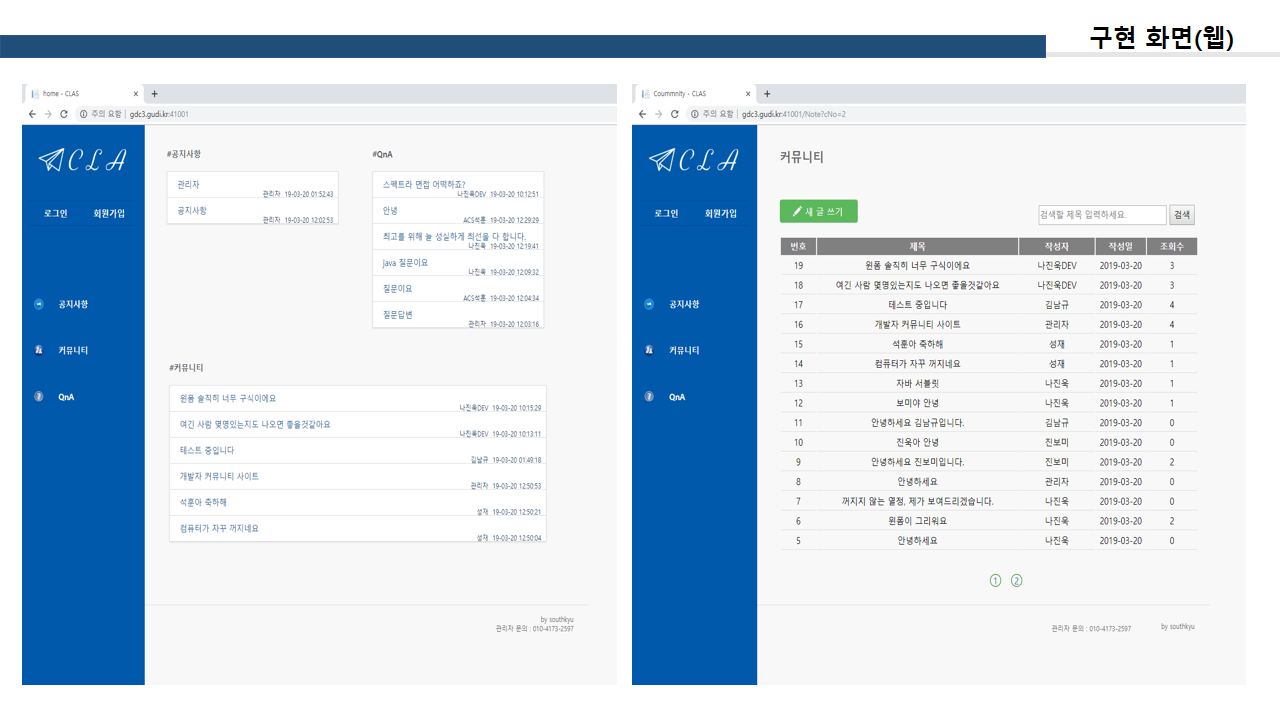 구현 화면(웹)
home - CLAS
주의 요함 | gdc3.gudi.kr:41001
CLA
로그인 회원가입
공지사항
커뮤니티
QnA
#공지사항
관리자
관리자 19-03-20 01:52:43
공지사항
관리자 19-03-20 12:02:53
#QnA
스펙트라 면접 어떡하죠?
나진욱DEV 19-03-20 10:12:51
안녕
ACS석훈 19-03-20 12:29:29
최고를 위해 늘 성실하게 최선을 다 합니다.
나진욱 19-03-20 12:19:41
java 질문이요
나진욱 19-03-20 12:09:32
질문이요
ACS석훈 19-03-20 12:04:34
질문답변
관리자 19-03-20 12:03:16
#커뮤니티
윈폼 솔직히 너무 구식이에요
나진욱DEV 19-03-20 10:15:29
여긴 사람 몇명있는지도 나오면 좋을것같아요
나진욱DEV 19-03-20 10:13:11
테스트 중입니다
김남규 19-03-20 01:49:18
개발자 커뮤니티 사이트
관리자 19-03-20 12:50:53
석훈아 축하해
성재 19-03-20 12:50:21
컴퓨터가 자꾸 꺼지네요
성재 19-03-20 12:50:04
by southkyu
관리자 문의 : 010-4173-2597
Coummnity - CLAS
주의 요함 | gdc3.gudi.kr:41001/Note?cNo=2
CLA
로그인 회원가입
공지사항
커뮤니티
QnA
커뮤니티
새 글 쓰기
검색할 제목 입력하세요 검색
번호 제목 작성자 작성일 조회수
19 윈폼 솔직히 너무 구식이에요 나진욱DEV 2019-03-20 3
18 여긴 사람 몇명있는지도 나오면 좋을것같아요 나진욱DEV 2019-03-20 3
17 테스트 중입니다 김남규 2019-03-20 4
16 개발자 커뮤니티 사이트 관리자 2019-03-20 4
15 석훈아 축하해 성재 2019-03-20 1
14 컴퓨터가 자꾸 꺼지네요 성재 2019-03-20 1
13 자바 서블릿 나진욱 2019-03-20 1
12 보미야 안녕 나진욱 2019-03-20 1
11 안녕하세요 김남규입니다. 김남규 2019-03-20 0
10 진욱아 안녕 진보미 2019-03-20 0
9 안녕하세요 진보미입니다. 진보미 2019-03-20 2
8 안녕하세요 관리자 2019-03-20 0
7 꺼지지 않는 열정, 제가 보여드리겠습니다. 나진욱 2019-03-20 0
6 윈폼이 그리워요 나진욱 2019-03-20 2
5 안녕하세요 나진욱 2019-03-20 0
① ②
관리자 문의 : 010-4173-2597 by southkyu